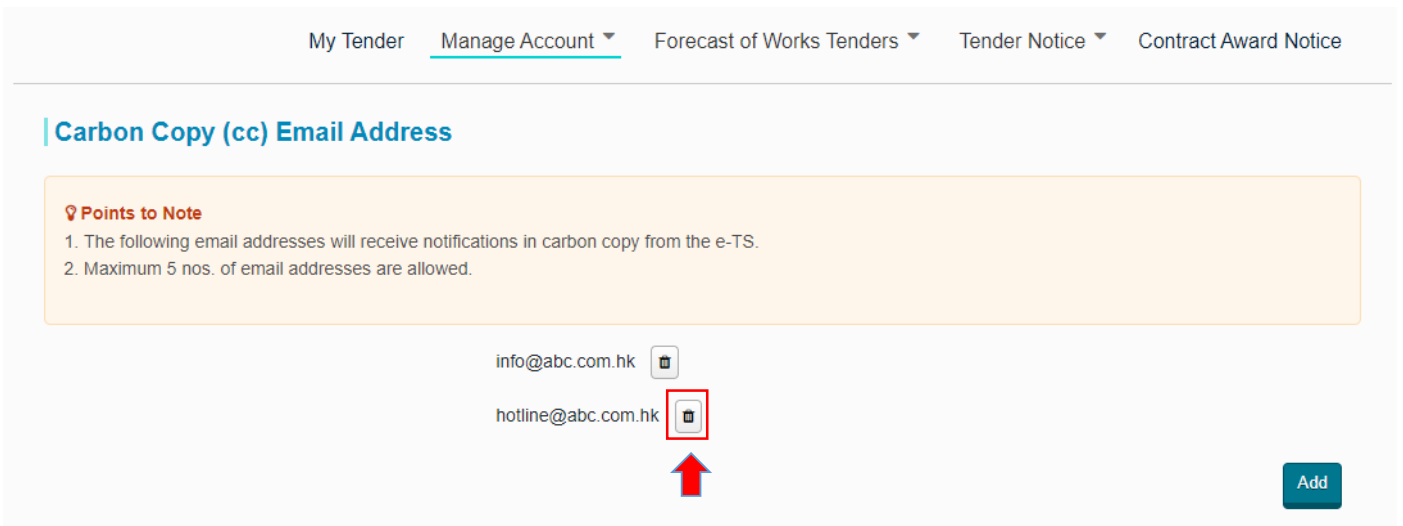 My Tender Manage Account Forecast of Works Tenders Tender Notice Contract Award Notice
Carbon Copy (cc) Email Address
Points to Note
1. The following email addresses will receive notifications in carbon copy from the e-TS.
2. Maximum 5 nos. of email addresses are allowed.
info@abc.com.hk
hotline@abc.com.hk
Add